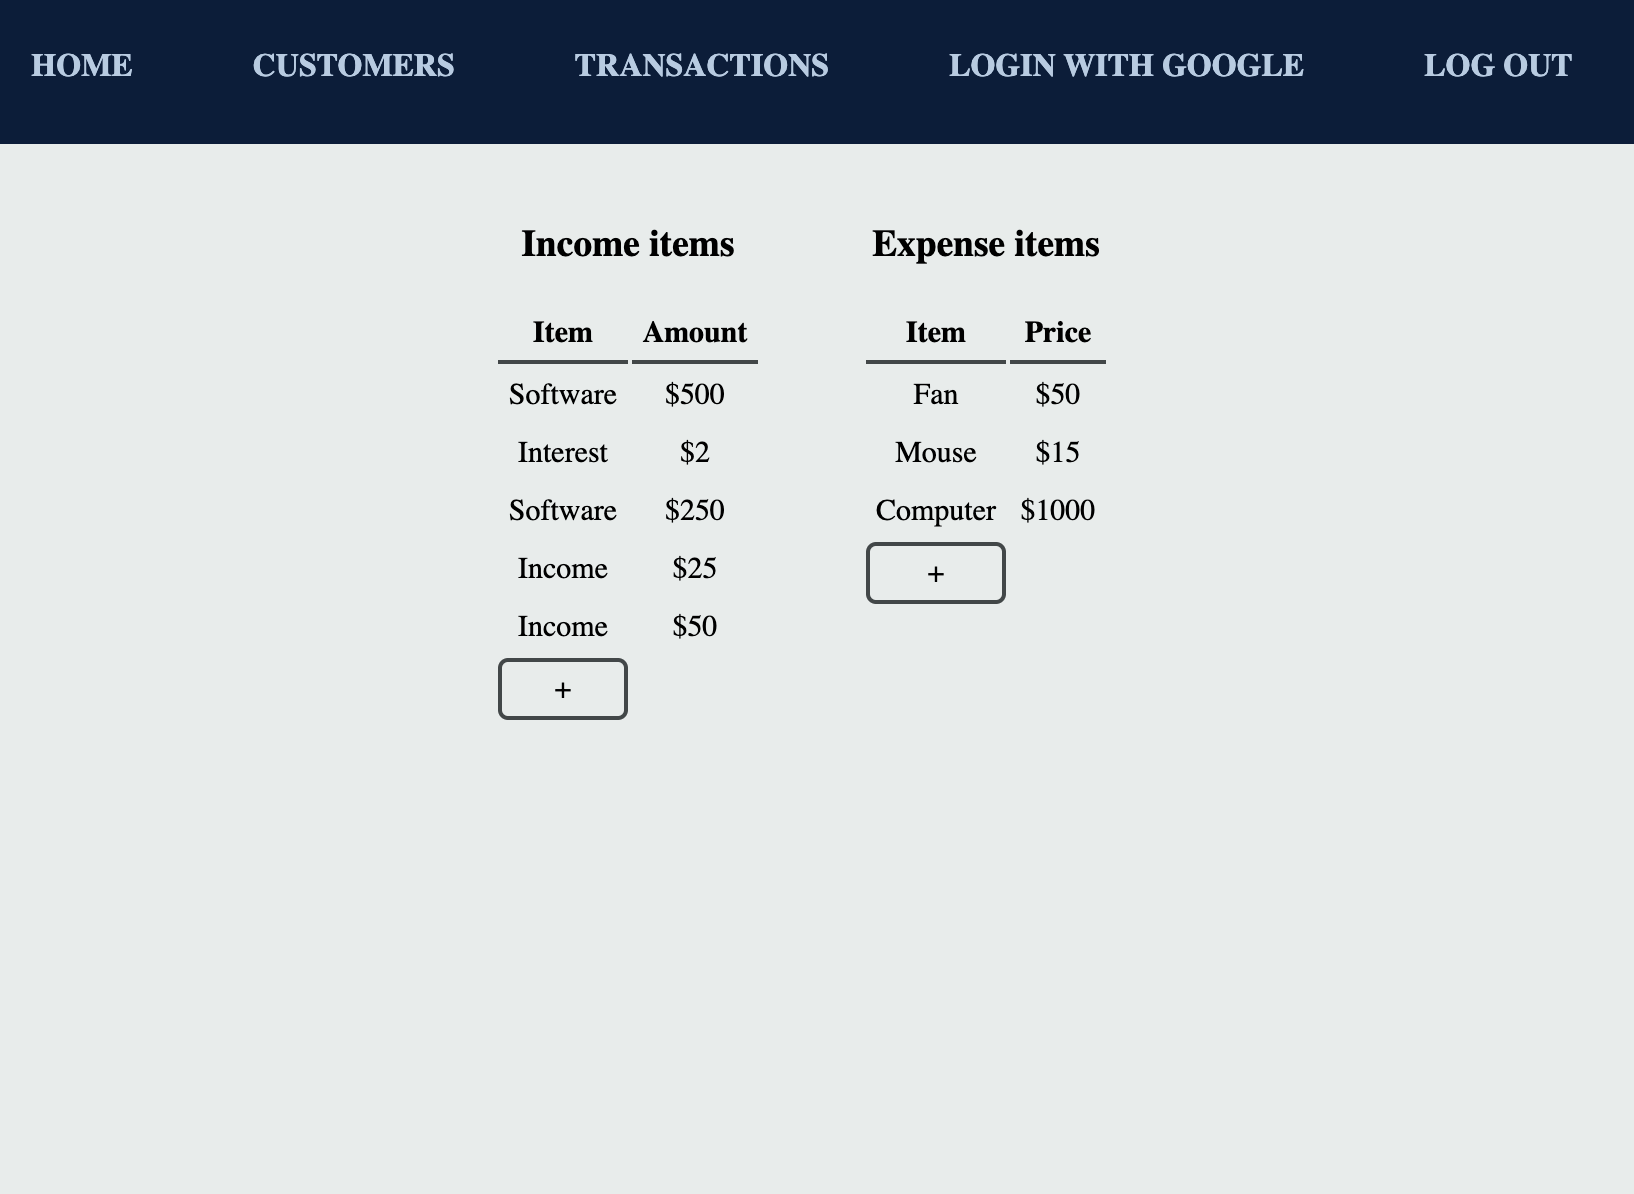 HOME CUSTOMERS TRANSACTIONS LOGIN WITH GOOGLE LOG OUT
Income items
Item Amount
Software $500
Interest $2
Software $250
Income $25
Income $50
+
Expense items
Item Price
Fan $50
Mouse $15
Computer $1000
+